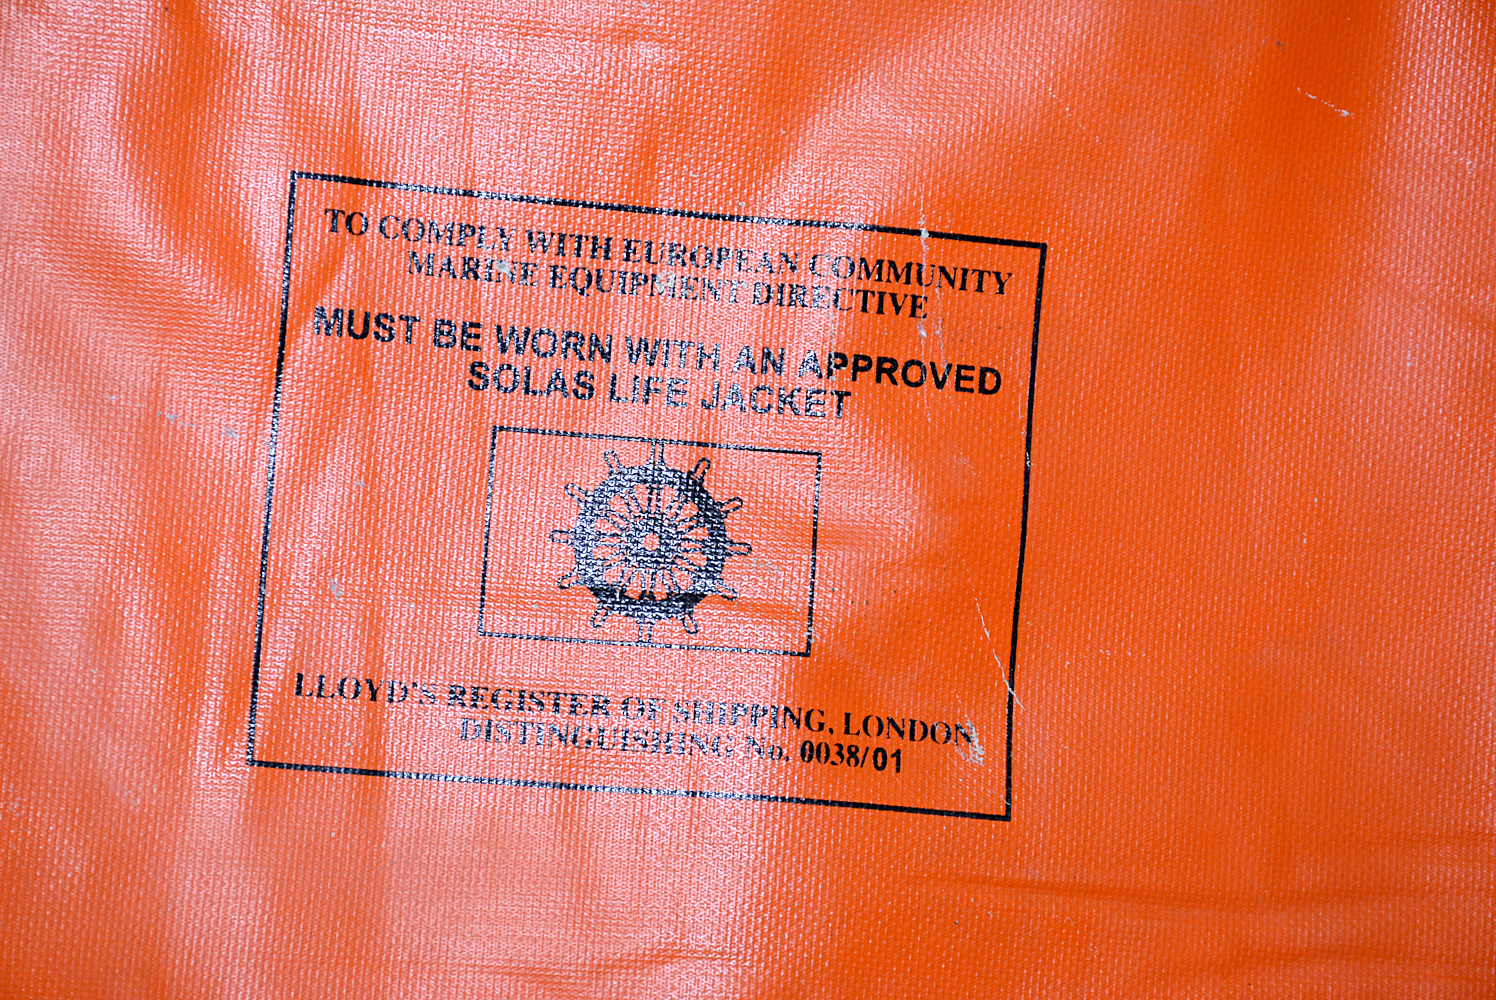 TO COMPLY WITH EUROPEAN COMMUNITY
MARINE EQUIPMENT DIRECTIVE
MUST BE WORN WITH AN APPROVED
SOLAS LIFE JACKET
LLOYD'S REGISTER OF SHIPPING, LONDON
DISTINGUISHING No. 0038/01